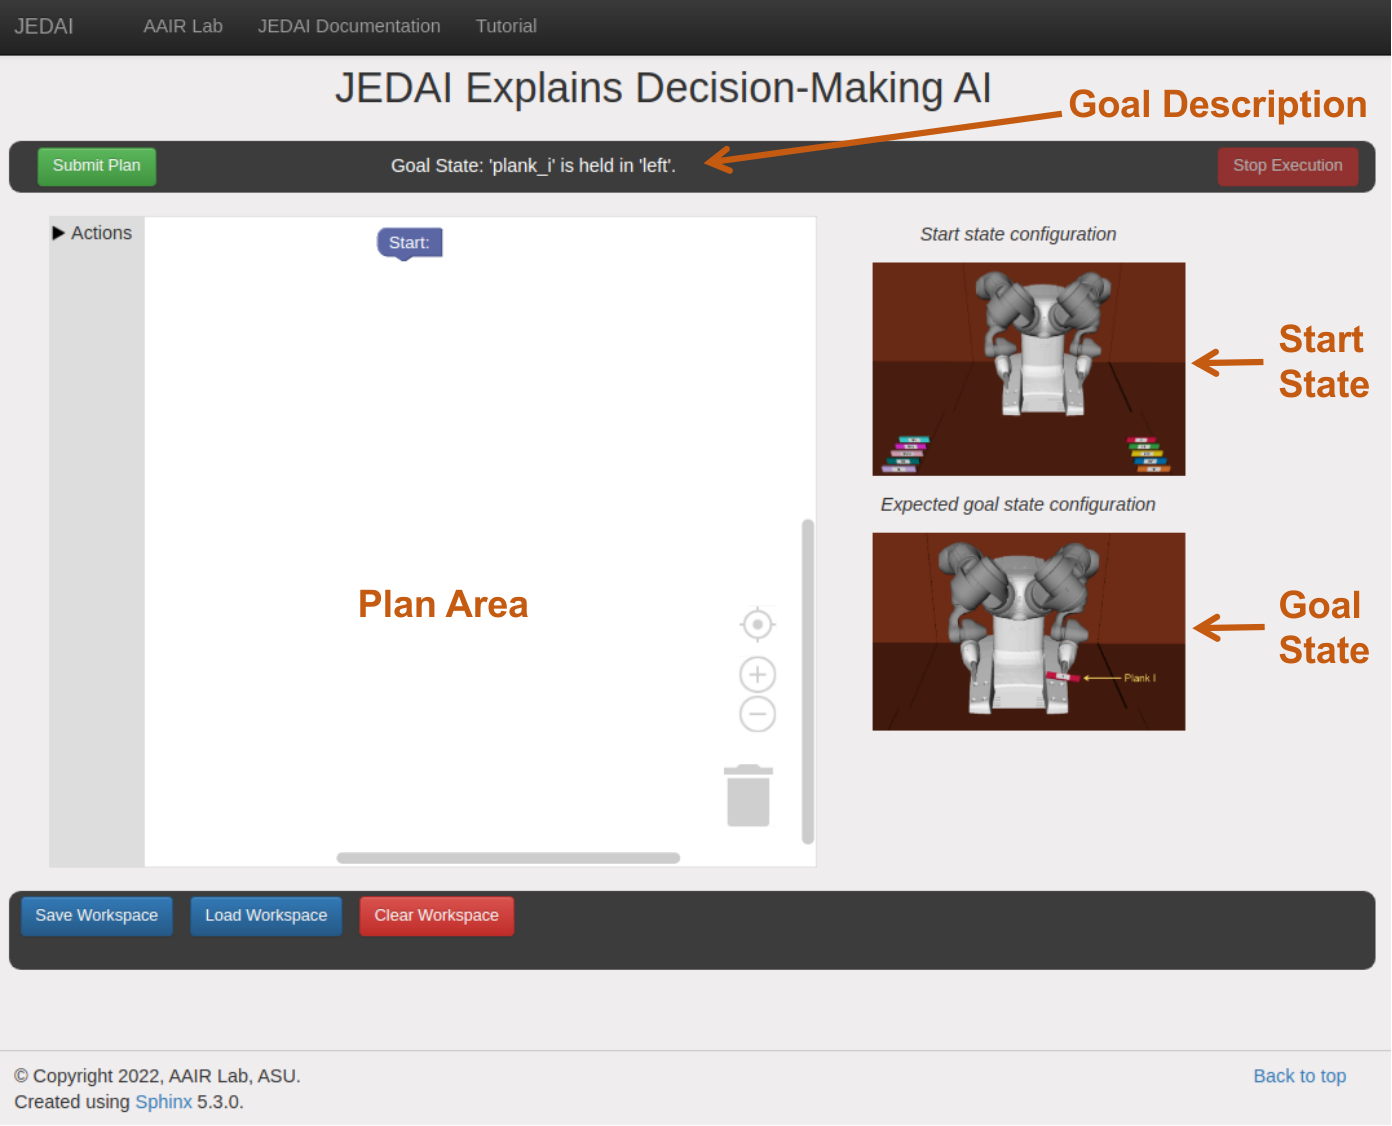 JEDAI AAIR Lab JEDAI Documentation Tutorial
JEDAI Explains Decision-Making AI
Goal Description
Submit Plan
Goal State: 'plank_i' is held in 'left'.
Stop Execution
Actions
Start:
Start state configuration
Start
State
Expected goal state configuration
Plan Area
Goal
State
Plank I
Save Workspace Load Workspace Clear Workspace
© Copyright 2022, AAIR Lab, ASU.
Back to top
Created using Sphinx 5.3.0.